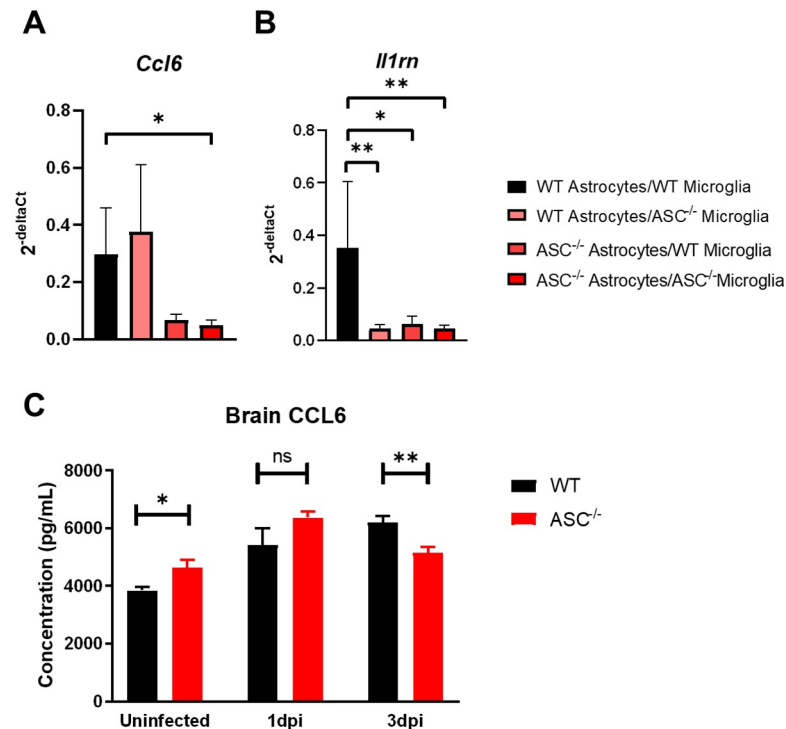 A
Ccl6
2^-deltaCt
0.8
0.6
0.4
0.2
0.0
*
B
Il1rn
2^-deltaCt
0.8
0.6
0.4
0.2
0.0
**
*
**
WT Astrocytes/WT Microglia
WT Astrocytes/ASC^-/- Microglia
ASC^-/- Astrocytes/WT Microglia
ASC^-/- Astrocytes/ASC^-/-Microglia
C
Brain CCL6
Concentration (pg/mL)
8000
6000
4000
2000
0
*
ns
**
Uninfected
1dpi
3dpi
WT
ASC^-/-